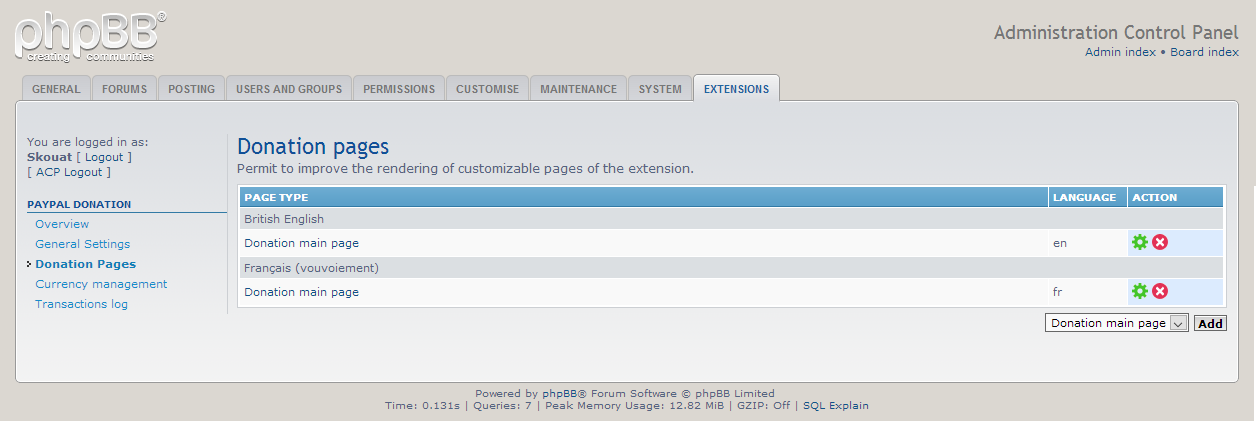 phpBB®
creating communities
Administration Control Panel
Admin index • Board index
GENERAL FORUMS POSTING USERS AND GROUPS PERMISSIONS CUSTOMISE MAINTENANCE SYSTEM EXTENSIONS
You are logged in as:
Skouat [ Logout ]
[ ACP Logout ]
PAYPAL DONATION
Overview
General Settings
Donation Pages
Currency management
Transactions log
Donation pages
Permit to improve the rendering of customizable pages of the extension.
PAGE TYPE LANGUAGE ACTION
British English
Donation main page en
Français (vouvoiement)
Donation main page fr
Donation main page Add
Powered by phpBB® Forum Software © phpBB Limited
Time: 0.131s | Queries: 7 | Peak Memory Usage: 12.82 MiB | GZIP: Off | SQL Explain